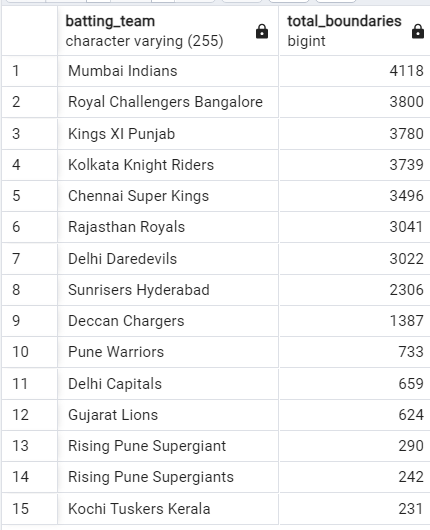 batting_team total_boundaries
character varying (255) bigint
1 Mumbai Indians 4118
2 Royal Challengers Bangalore 3800
3 Kings XI Punjab 3780
4 Kolkata Knight Riders 3739
5 Chennai Super Kings 3496
6 Rajasthan Royals 3041
7 Delhi Daredevils 3022
8 Sunrisers Hyderabad 2306
9 Deccan Chargers 1387
10 Pune Warriors 733
11 Delhi Capitals 659
12 Gujarat Lions 624
13 Rising Pune Supergiant 290
14 Rising Pune Supergiants 242
15 Kochi Tuskers Kerala 231